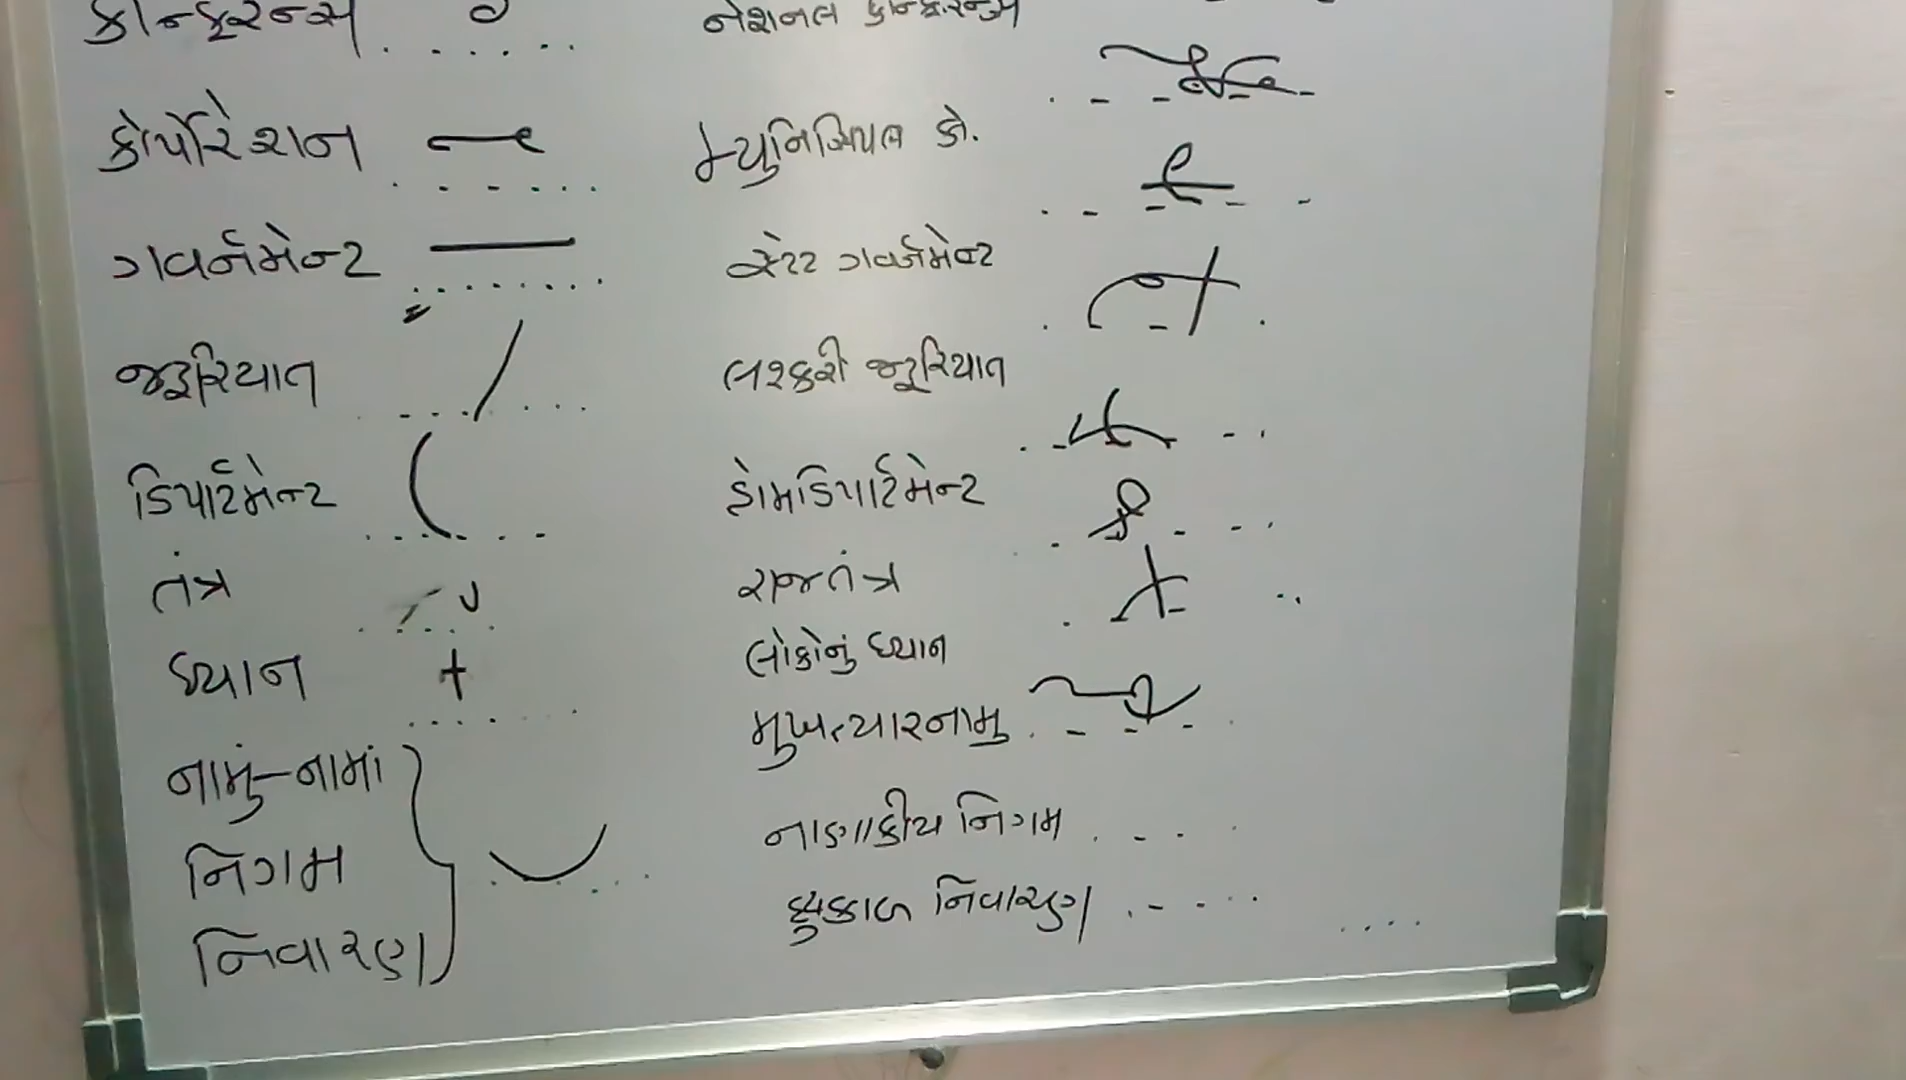 કોન્ફરન્સ નેશનલ કોન્ફરન્સ
કોર્પોરેશન મ્યુનિસિપલ કો.
ગવર્નમેન્ટ સ્ટેટ ગવર્નમેન્ટ
જરૂરિયાત લશ્કરી જરૂરિયાત
ડિપાર્ટમેન્ટ હોમડિપાર્ટમેન્ટ
તંત્ર રાજતંત્ર
ધ્યાન લોકોનું ધ્યાન
નામું-નામાં મુખત્યારનામુ
નિગમ નાણાકીય નિગમ
નિવારણ દુષ્કાળ નિવારણ